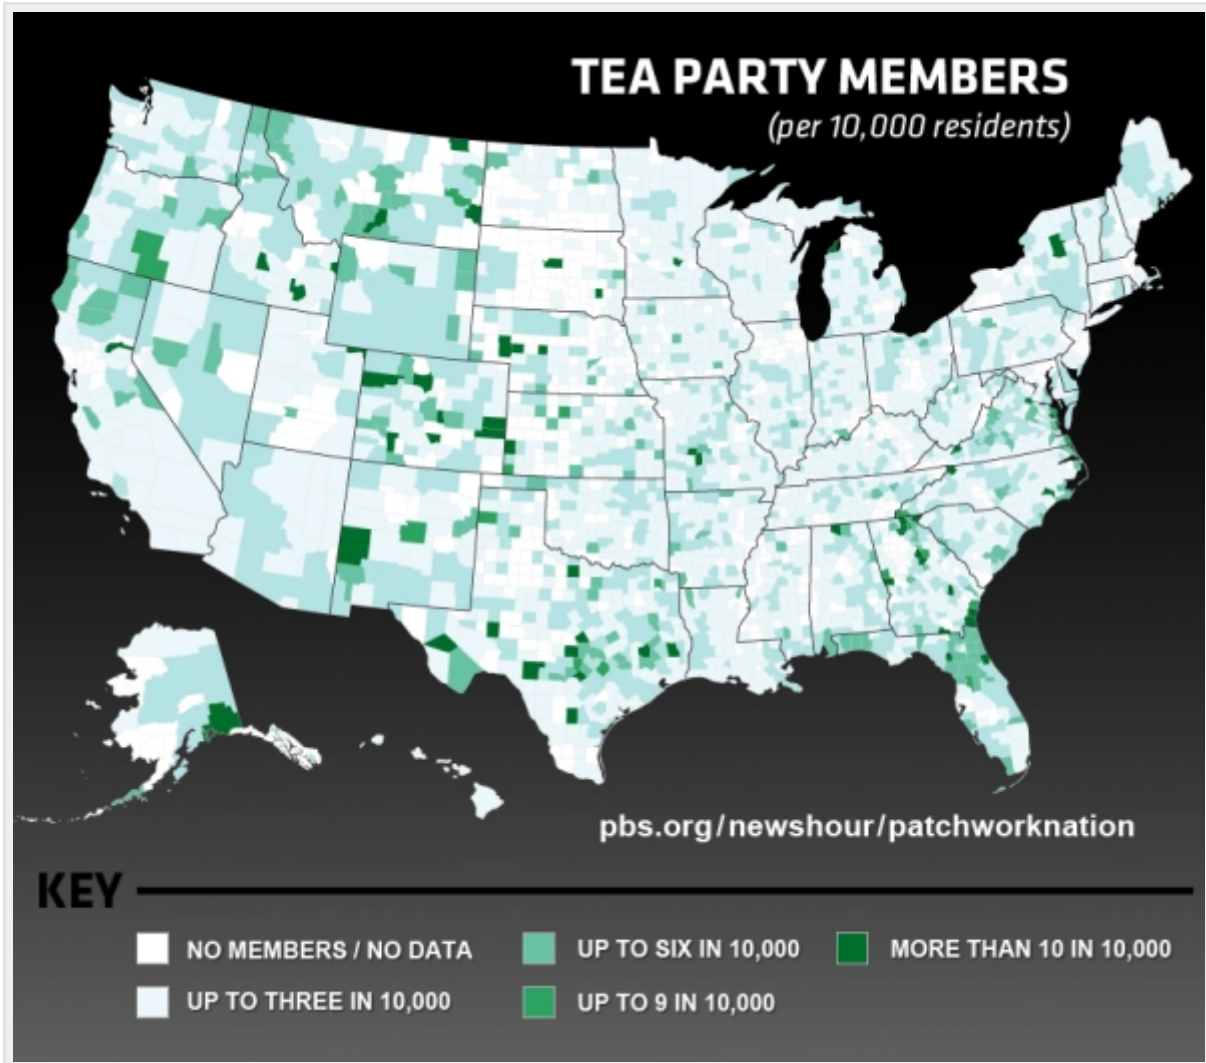 TEA PARTY MEMBERS
(per 10,000 residents)
pbs.org/newshour/patchworknation
KEY
NO MEMBERS / NO DATA
UP TO SIX IN 10,000
MORE THAN 10 IN 10,000
UP TO THREE IN 10,000
UP TO 9 IN 10,000